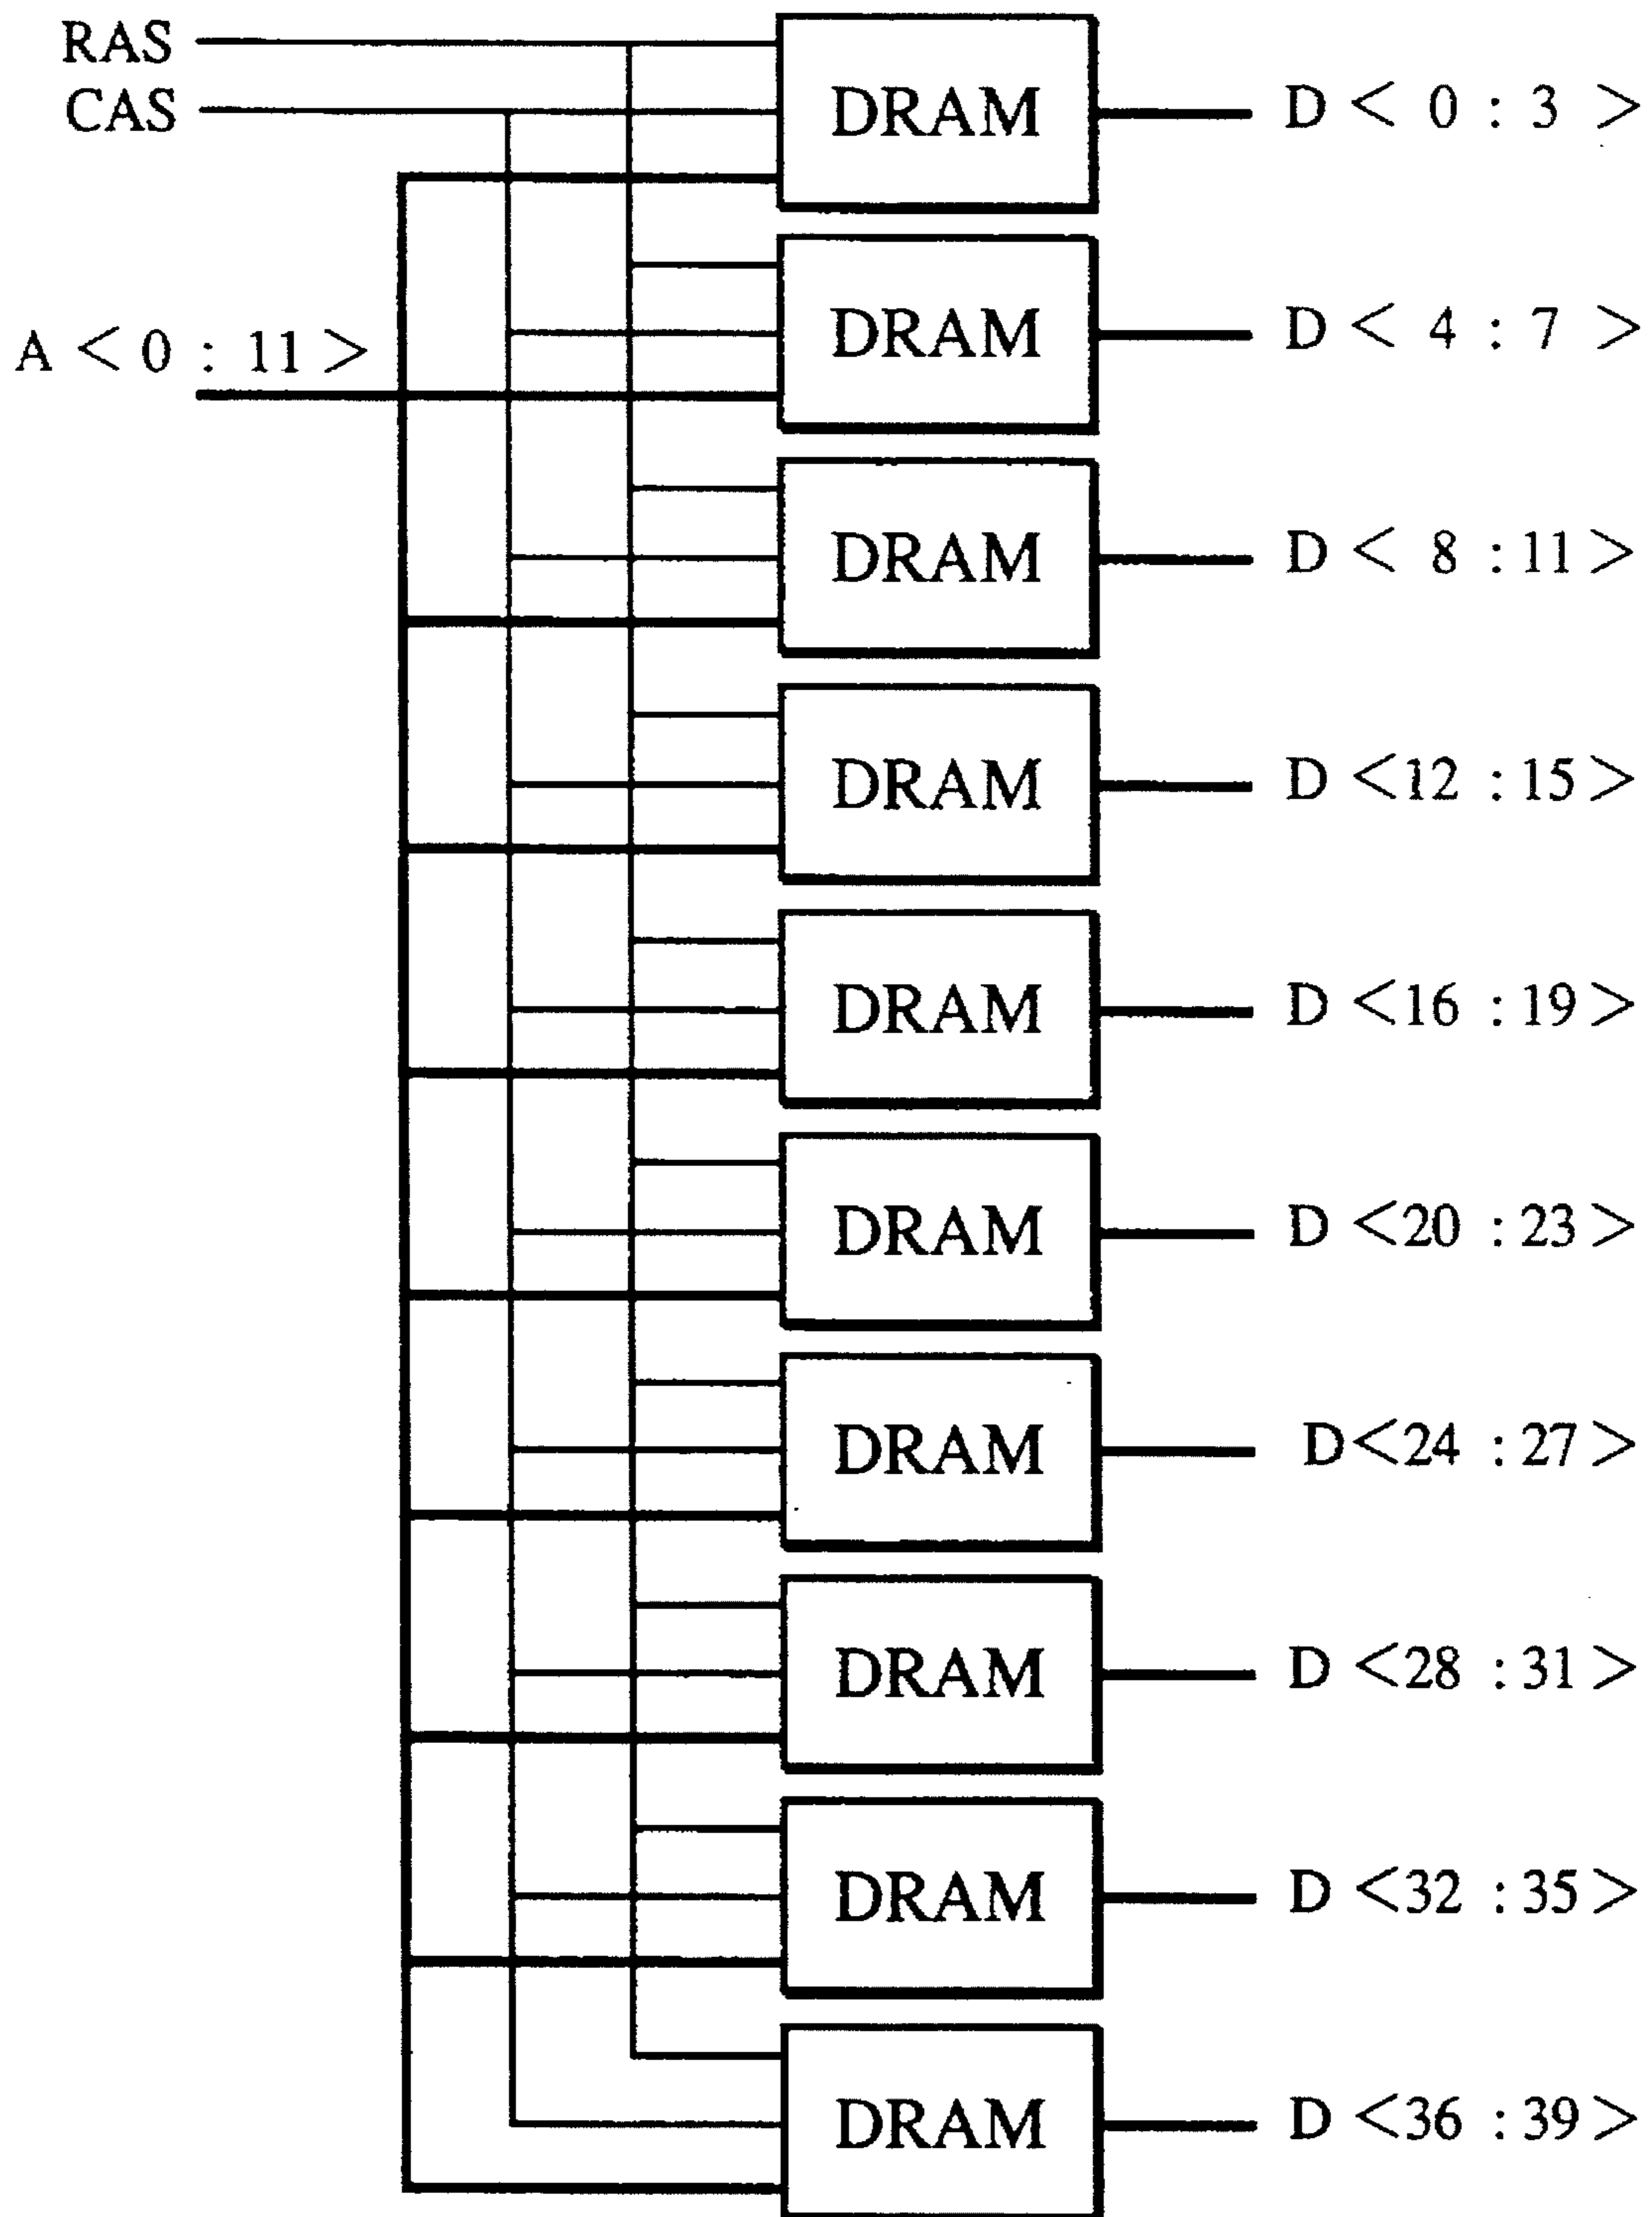 RAS
CAS
DRAM
D < 0 : 3 >
A < 0 : 11 >
DRAM
D < 4 : 7 >
DRAM
D < 8 : 11 >
DRAM
D <12 : 15 >
DRAM
D <16 : 19 >
DRAM
D <20 : 23 >
DRAM
D<24 : 27 >
DRAM
D <28 : 31 >
DRAM
D <32 : 35 >
DRAM
D <36 : 39 >